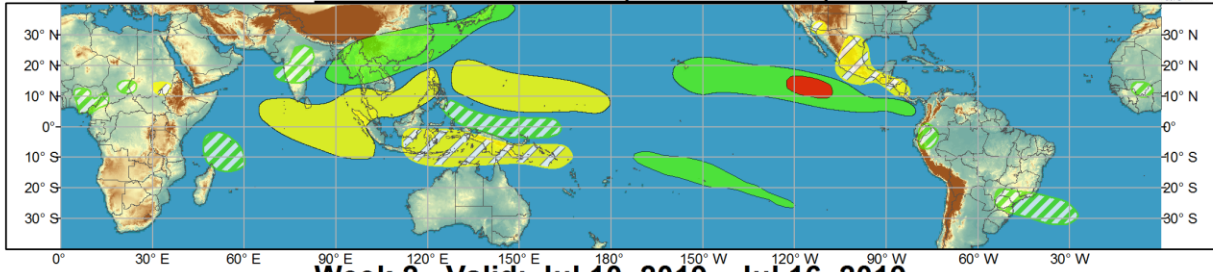 30° N 30° N
20° N 20° N
10° N 10° N
0° 0°
10° S 10° S
20° S 20° S
30° S 30° S
0° 30° E 60° E 90° E 120° E 150° E 180° 150° W 120° W 90° W 60° W 30° W
Week 2 - Valid: Jul 10, 2019 - Jul 16, 2019